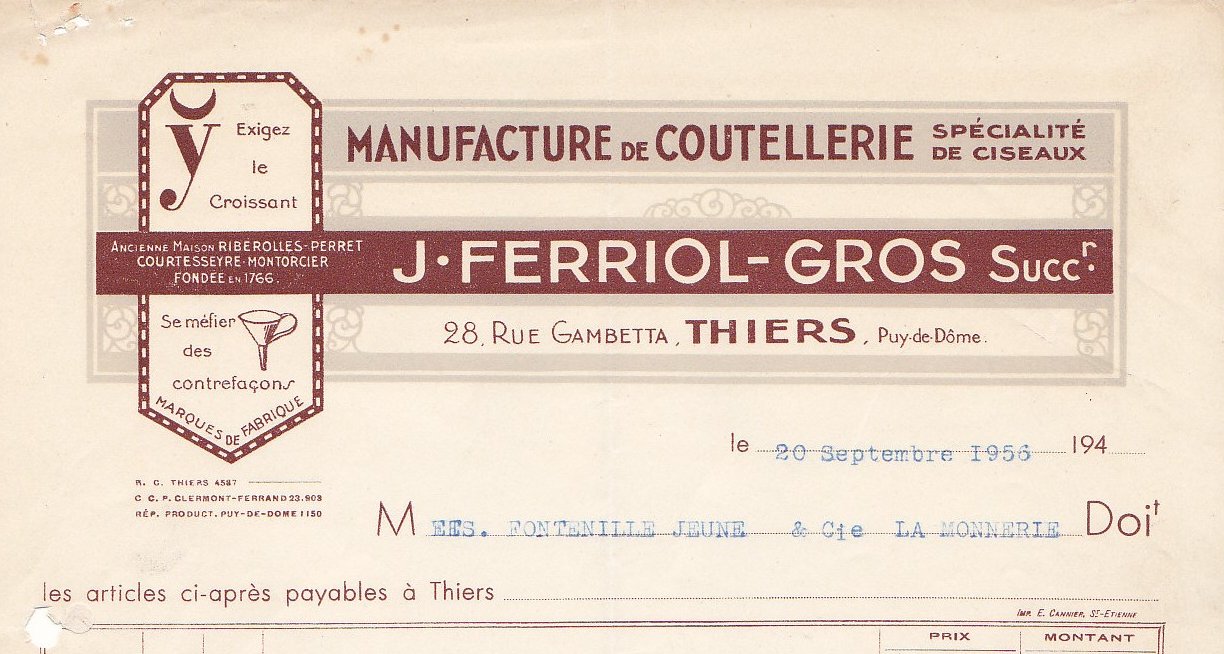 y̆ Exigez
le
Croissant
MANUFACTURE DE COUTELLERIE SPÉCIALITÉ
DE CISEAUX
ANCIENNE MAISON RIBEROLLES-PERRET
COURTESSEYRE-MONTORCIER
FONDÉE EN 1766.
J·FERRIOL-GROS SUCCr.
Se méfier
des
contrefaçons
MARQUES DE FABRIQUE
28, RUE GAMBETTA, THIERS, Puy-de-Dôme.
le 20 Septembre I956 194
R. C. THIERS 4587
C C. P. CLERMONT-FERRAND 23.903
RÉP. PRODUCT. PUY-DE-DOME 1150
M EES. FONTENILLE JEUNE & Cie LA MONNERIE Doit
les articles ci-après payables à Thiers
IMP. E. CANNIER, ST-ETIENNE
PRIX MONTANT